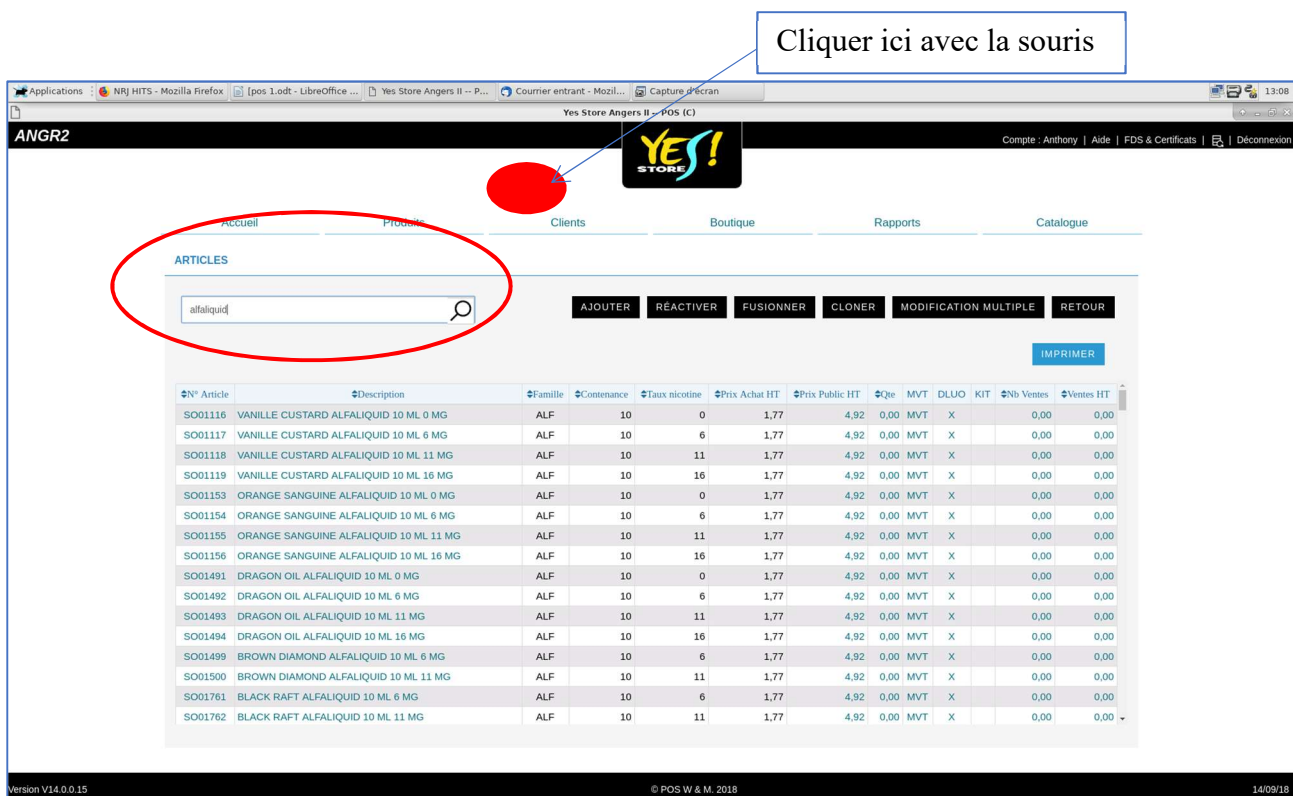 Cliquer ici avec la souris
Applications NRJ HITS - Mozilla Firefox [pos 1.odt - LibreOffice ... Yes Store Angers II -- P... Courrier entrant - Mozil... Capture d'écran 13:08
Yes Store Angers II -- POS (C)
ANGR2
YES!
STORE
Compte : Anthony | Aide | FDS & Certificats | | Déconnexion
Accueil Produits Clients Boutique Rapports Catalogue
ARTICLES
alfaliquid
AJOUTER RÉACTIVER FUSIONNER CLONER MODIFICATION MULTIPLE RETOUR
IMPRIMER
N° Article Description Famille Contenance Taux nicotine Prix Achat HT Prix Public HT Qte MVT DLUO KIT Nb Ventes Ventes HT
SO01116 VANILLE CUSTARD ALFALIQUID 10 ML 0 MG ALF 10 0 1,77 4,92 0,00 MVT X 0,00 0,00
SO01117 VANILLE CUSTARD ALFALIQUID 10 ML 6 MG ALF 10 6 1,77 4,92 0,00 MVT X 0,00 0,00
SO01118 VANILLE CUSTARD ALFALIQUID 10 ML 11 MG ALF 10 11 1,77 4,92 0,00 MVT X 0,00 0,00
SO01119 VANILLE CUSTARD ALFALIQUID 10 ML 16 MG ALF 10 16 1,77 4,92 0,00 MVT X 0,00 0,00
SO01153 ORANGE SANGUINE ALFALIQUID 10 ML 0 MG ALF 10 0 1,77 4,92 0,00 MVT X 0,00 0,00
SO01154 ORANGE SANGUINE ALFALIQUID 10 ML 6 MG ALF 10 6 1,77 4,92 0,00 MVT X 0,00 0,00
SO01155 ORANGE SANGUINE ALFALIQUID 10 ML 11 MG ALF 10 11 1,77 4,92 0,00 MVT X 0,00 0,00
SO01156 ORANGE SANGUINE ALFALIQUID 10 ML 16 MG ALF 10 16 1,77 4,92 0,00 MVT X 0,00 0,00
SO01491 DRAGON OIL ALFALIQUID 10 ML 0 MG ALF 10 0 1,77 4,92 0,00 MVT X 0,00 0,00
SO01492 DRAGON OIL ALFALIQUID 10 ML 6 MG ALF 10 6 1,77 4,92 0,00 MVT X 0,00 0,00
SO01493 DRAGON OIL ALFALIQUID 10 ML 11 MG ALF 10 11 1,77 4,92 0,00 MVT X 0,00 0,00
SO01494 DRAGON OIL ALFALIQUID 10 ML 16 MG ALF 10 16 1,77 4,92 0,00 MVT X 0,00 0,00
SO01499 BROWN DIAMOND ALFALIQUID 10 ML 6 MG ALF 10 6 1,77 4,92 0,00 MVT X 0,00 0,00
SO01500 BROWN DIAMOND ALFALIQUID 10 ML 11 MG ALF 10 11 1,77 4,92 0,00 MVT X 0,00 0,00
SO01761 BLACK RAFT ALFALIQUID 10 ML 6 MG ALF 10 6 1,77 4,92 0,00 MVT X 0,00 0,00
SO01762 BLACK RAFT ALFALIQUID 10 ML 11 MG ALF 10 11 1,77 4,92 0,00 MVT X 0,00 0,00
Version V14.0.0.15 © POS W & M. 2018 14/09/18